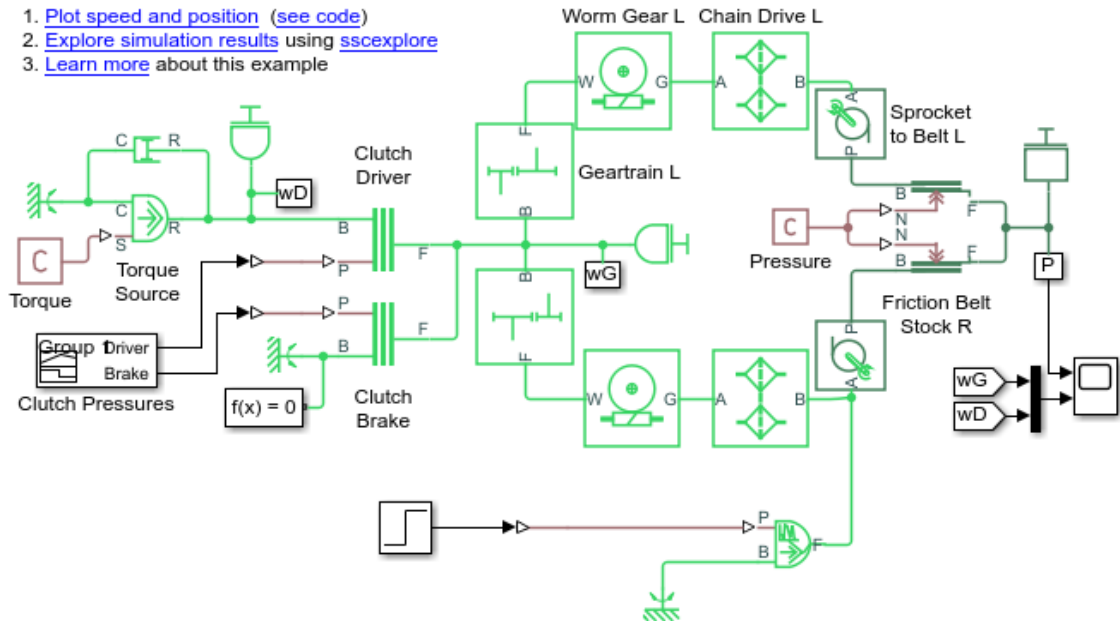 1. Plot speed and position (see code)
2. Explore simulation results using sscexplore
3. Learn more about this example
Worm Gear L Chain Drive L
W G A B
A
Sprocket
to Belt L
P
C R
Clutch
Driver
F
Geartrain L
B
wD
C
R
S
B
F
P
C
Torque
Torque
Source
wG
C
Pressure
B
N
N
B
F
F
P
Friction Belt
Stock R
Group 1
Driver
Brake
Clutch Pressures
P
B
F
Clutch
Brake
f(x) = 0
B
F
W G A B
P
A
wG
wD
P
B
F